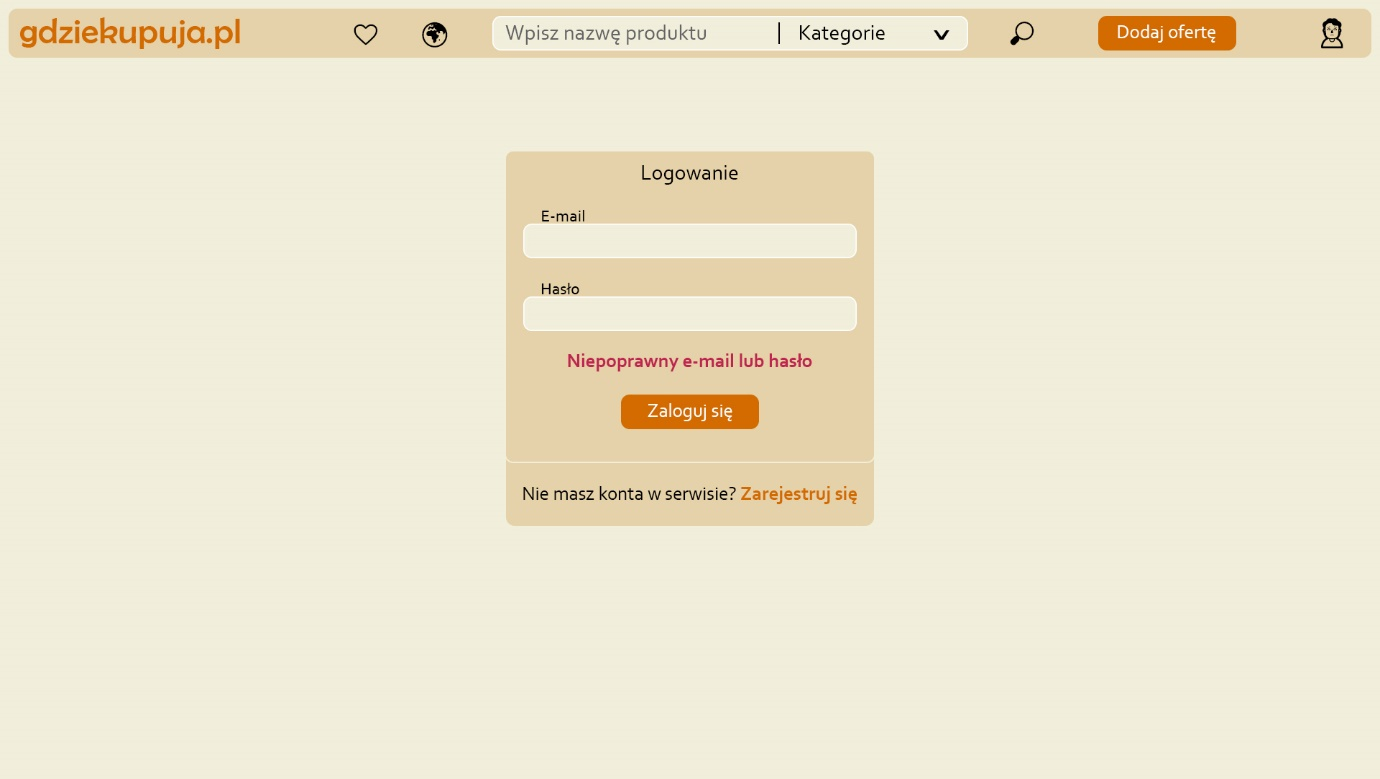 gdziekupuja.pl
Wpisz nazwę produktu | Kategorie
Dodaj ofertę
Logowanie
E-mail
Hasło
Niepoprawny e-mail lub hasło
Zaloguj się
Nie masz konta w serwisie? Zarejestruj się